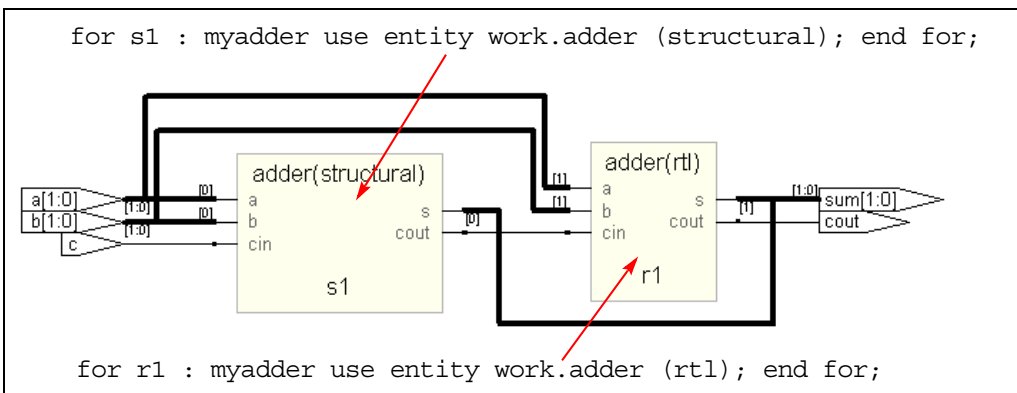 for s1 : myadder use entity work.adder (structural); end for;
adder(structural)
adder(rtl)
a[1:0]
[1:0]
[0]
a
b[1:0]
[1:0]
[0]
b
c
cin
s
[0]
cout
s1
[1]
a
[1]
b
cin
s
[1]
cout
r1
[1:0]
sum[1:0]
cout
for r1 : myadder use entity work.adder (rtl); end for;